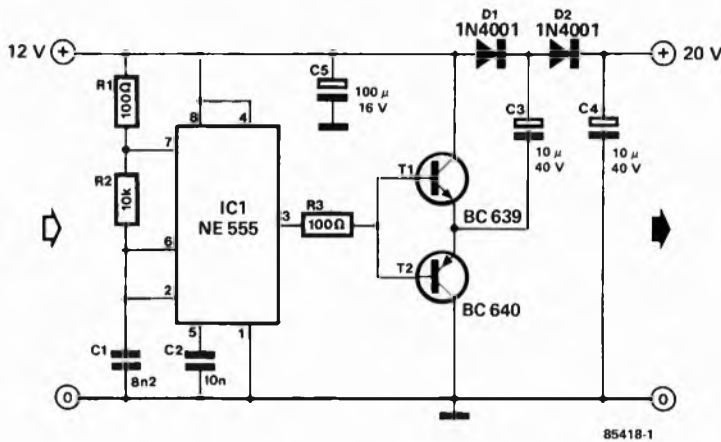 D1
D2
1N4001
1N4001
12 V
+
+
20 V
R1
100Ω
C5
100 µ
16 V
C3
10 µ
40 V
C4
10 µ
40 V
8
4
7
R2
10k
IC1
NE 555
3
R3
100Ω
T1
BC 639
6
2
T2
BC 640
5
1
C1
8n2
C2
10n
0
0
85418-1